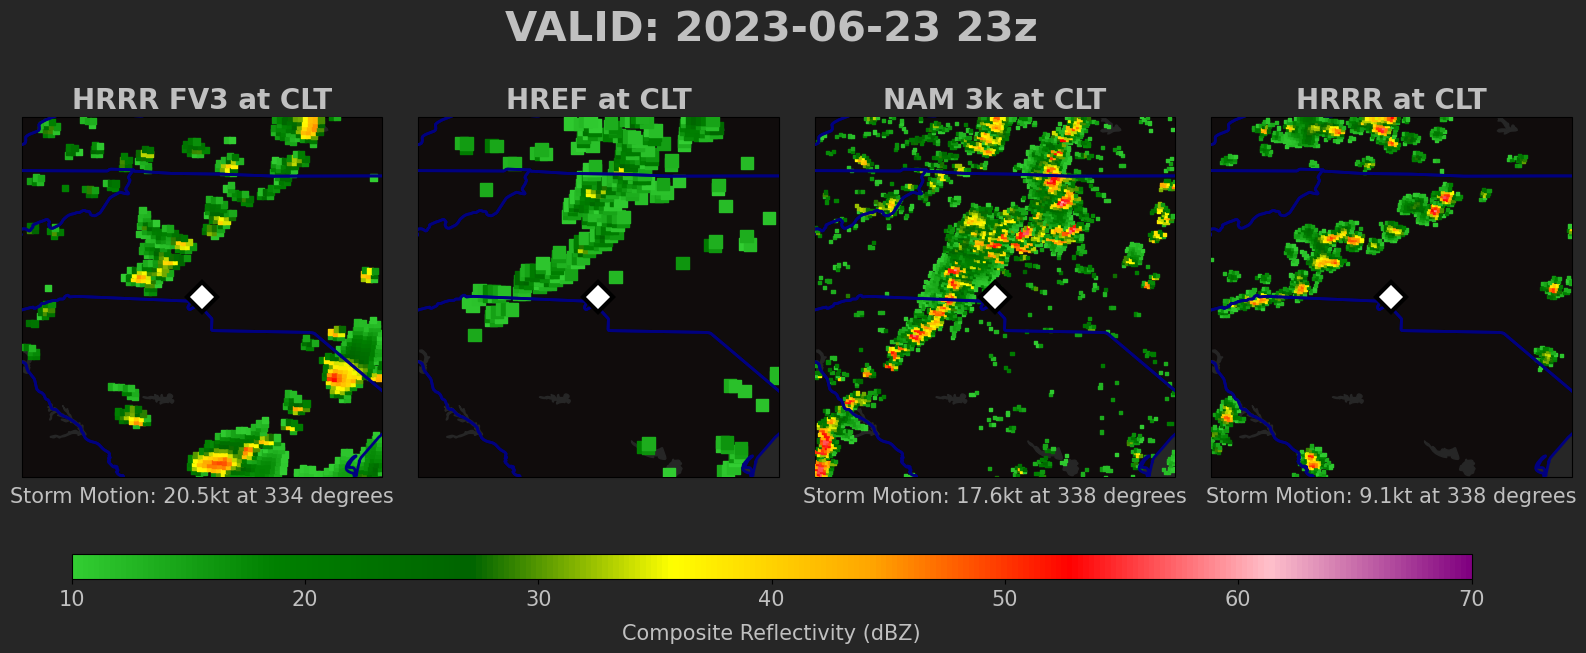 VALID: 2023-06-23 23z
HRRR FV3 at CLT
HREF at CLT
NAM 3k at CLT
HRRR at CLT
Storm Motion: 20.5kt at 334 degrees
Storm Motion: 17.6kt at 338 degrees
Storm Motion: 9.1kt at 338 degrees
10 20 30 40 50 60 70
Composite Reflectivity (dBZ)